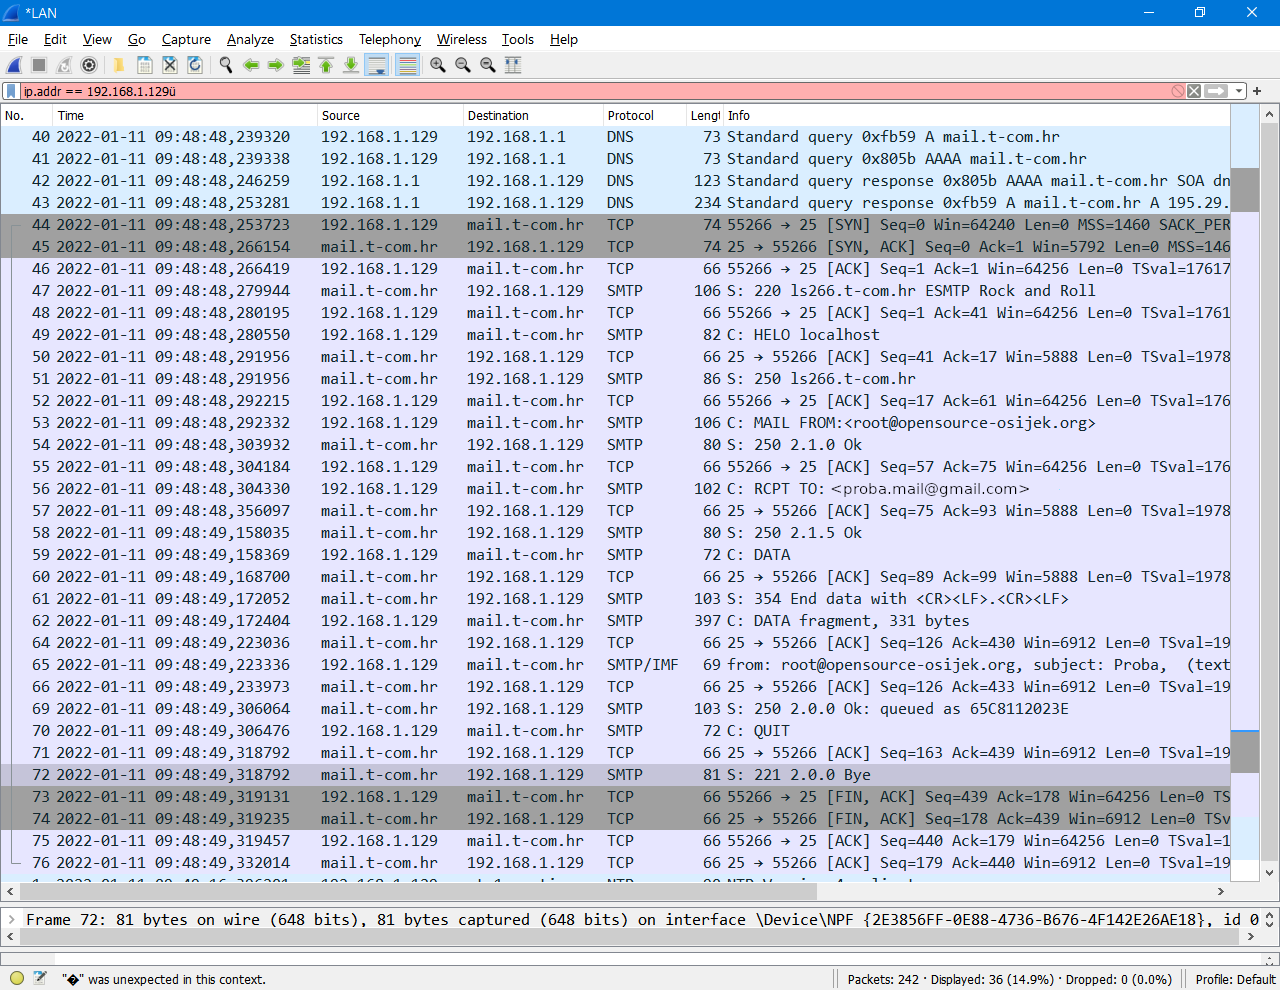 *LAN
File Edit View Go Capture Analyze Statistics Telephony Wireless Tools Help
ip.addr == 192.168.1.129ü
No. Time Source Destination Protocol Lengt Info
40 2022-01-11 09:48:48,239320 192.168.1.129 192.168.1.1 DNS 73 Standard query 0xfb59 A mail.t-com.hr
41 2022-01-11 09:48:48,239338 192.168.1.129 192.168.1.1 DNS 73 Standard query 0x805b AAAA mail.t-com.hr
42 2022-01-11 09:48:48,246259 192.168.1.1 192.168.1.129 DNS 123 Standard query response 0x805b AAAA mail.t-com.hr SOA dn
43 2022-01-11 09:48:48,253281 192.168.1.1 192.168.1.129 DNS 234 Standard query response 0xfb59 A mail.t-com.hr A 195.29.
44 2022-01-11 09:48:48,253723 192.168.1.129 mail.t-com.hr TCP 74 55266 → 25 [SYN] Seq=0 Win=64240 Len=0 MSS=1460 SACK_PER
45 2022-01-11 09:48:48,266154 mail.t-com.hr 192.168.1.129 TCP 74 25 → 55266 [SYN, ACK] Seq=0 Ack=1 Win=5792 Len=0 MSS=146
46 2022-01-11 09:48:48,266419 192.168.1.129 mail.t-com.hr TCP 66 55266 → 25 [ACK] Seq=1 Ack=1 Win=64256 Len=0 TSval=17617
47 2022-01-11 09:48:48,279944 mail.t-com.hr 192.168.1.129 SMTP 106 S: 220 ls266.t-com.hr ESMTP Rock and Roll
48 2022-01-11 09:48:48,280195 192.168.1.129 mail.t-com.hr TCP 66 55266 → 25 [ACK] Seq=1 Ack=41 Win=64256 Len=0 TSval=1761
49 2022-01-11 09:48:48,280550 192.168.1.129 mail.t-com.hr SMTP 82 C: HELO localhost
50 2022-01-11 09:48:48,291956 mail.t-com.hr 192.168.1.129 TCP 66 25 → 55266 [ACK] Seq=41 Ack=17 Win=5888 Len=0 TSval=1978
51 2022-01-11 09:48:48,291956 mail.t-com.hr 192.168.1.129 SMTP 86 S: 250 ls266.t-com.hr
52 2022-01-11 09:48:48,292215 192.168.1.129 mail.t-com.hr TCP 66 55266 → 25 [ACK] Seq=17 Ack=61 Win=64256 Len=0 TSval=176
53 2022-01-11 09:48:48,292332 192.168.1.129 mail.t-com.hr SMTP 106 C: MAIL FROM:<root@opensource-osijek.org>
54 2022-01-11 09:48:48,303932 mail.t-com.hr 192.168.1.129 SMTP 80 S: 250 2.1.0 Ok
55 2022-01-11 09:48:48,304184 192.168.1.129 mail.t-com.hr TCP 66 55266 → 25 [ACK] Seq=57 Ack=75 Win=64256 Len=0 TSval=176
56 2022-01-11 09:48:48,304330 192.168.1.129 mail.t-com.hr SMTP 102 C: RCPT TO: <proba.mail@gmail.com>
57 2022-01-11 09:48:48,356097 mail.t-com.hr 192.168.1.129 TCP 66 25 → 55266 [ACK] Seq=75 Ack=93 Win=5888 Len=0 TSval=1978
58 2022-01-11 09:48:49,158035 mail.t-com.hr 192.168.1.129 SMTP 80 S: 250 2.1.5 Ok
59 2022-01-11 09:48:49,158369 192.168.1.129 mail.t-com.hr SMTP 72 C: DATA
60 2022-01-11 09:48:49,168700 mail.t-com.hr 192.168.1.129 TCP 66 25 → 55266 [ACK] Seq=89 Ack=99 Win=5888 Len=0 TSval=1978
61 2022-01-11 09:48:49,172052 mail.t-com.hr 192.168.1.129 SMTP 103 S: 354 End data with <CR><LF>.<CR><LF>
62 2022-01-11 09:48:49,172404 192.168.1.129 mail.t-com.hr SMTP 397 C: DATA fragment, 331 bytes
64 2022-01-11 09:48:49,223036 mail.t-com.hr 192.168.1.129 TCP 66 25 → 55266 [ACK] Seq=126 Ack=430 Win=6912 Len=0 TSval=19
65 2022-01-11 09:48:49,223336 192.168.1.129 mail.t-com.hr SMTP/IMF 69 from: root@opensource-osijek.org, subject: Proba, (text
66 2022-01-11 09:48:49,233973 mail.t-com.hr 192.168.1.129 TCP 66 25 → 55266 [ACK] Seq=126 Ack=433 Win=6912 Len=0 TSval=19
69 2022-01-11 09:48:49,306064 mail.t-com.hr 192.168.1.129 SMTP 103 S: 250 2.0.0 Ok: queued as 65C8112023E
70 2022-01-11 09:48:49,306476 192.168.1.129 mail.t-com.hr SMTP 72 C: QUIT
71 2022-01-11 09:48:49,318792 mail.t-com.hr 192.168.1.129 TCP 66 25 → 55266 [ACK] Seq=163 Ack=439 Win=6912 Len=0 TSval=19
72 2022-01-11 09:48:49,318792 mail.t-com.hr 192.168.1.129 SMTP 81 S: 221 2.0.0 Bye
73 2022-01-11 09:48:49,319131 192.168.1.129 mail.t-com.hr TCP 66 55266 → 25 [FIN, ACK] Seq=439 Ack=178 Win=64256 Len=0 TS
74 2022-01-11 09:48:49,319235 mail.t-com.hr 192.168.1.129 TCP 66 25 → 55266 [FIN, ACK] Seq=178 Ack=439 Win=6912 Len=0 TSv
75 2022-01-11 09:48:49,319457 192.168.1.129 mail.t-com.hr TCP 66 55266 → 25 [ACK] Seq=440 Ack=179 Win=64256 Len=0 TSval=1
76 2022-01-11 09:48:49,332014 mail.t-com.hr 192.168.1.129 TCP 66 25 → 55266 [ACK] Seq=179 Ack=440 Win=6912 Len=0 TSval=19
Frame 72: 81 bytes on wire (648 bits), 81 bytes captured (648 bits) on interface \Device\NPF_{2E3856FF-0E88-4736-B676-4F142E26AE18}, id 0
"�" was unexpected in this context. Packets: 242 · Displayed: 36 (14.9%) · Dropped: 0 (0.0%) Profile: Default